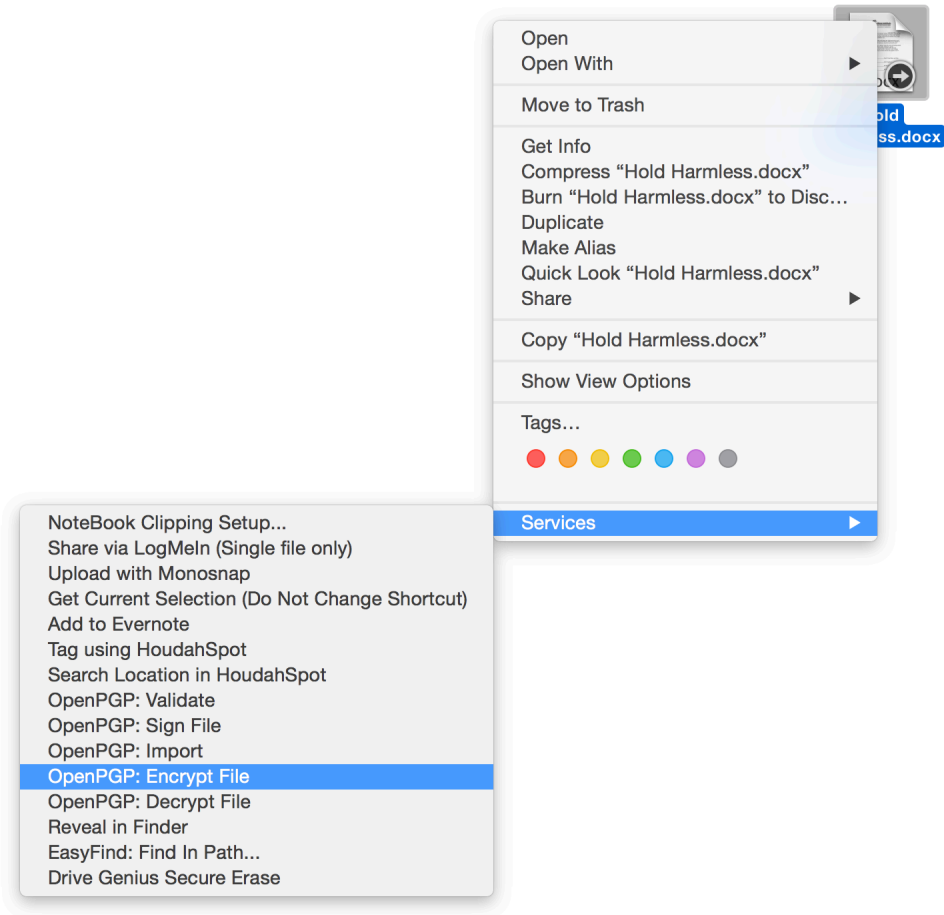 Open
Open With
Move to Trash
Get Info
Compress “Hold Harmless.docx”
Burn “Hold Harmless.docx” to Disc…
Duplicate
Make Alias
Quick Look “Hold Harmless.docx”
Share
Copy “Hold Harmless.docx”
Show View Options
Tags…
Services
old
ss.docx
NoteBook Clipping Setup...
Share via LogMeIn (Single file only)
Upload with Monosnap
Get Current Selection (Do Not Change Shortcut)
Add to Evernote
Tag using HoudahSpot
Search Location in HoudahSpot
OpenPGP: Validate
OpenPGP: Sign File
OpenPGP: Import
OpenPGP: Encrypt File
OpenPGP: Decrypt File
Reveal in Finder
EasyFind: Find In Path...
Drive Genius Secure Erase